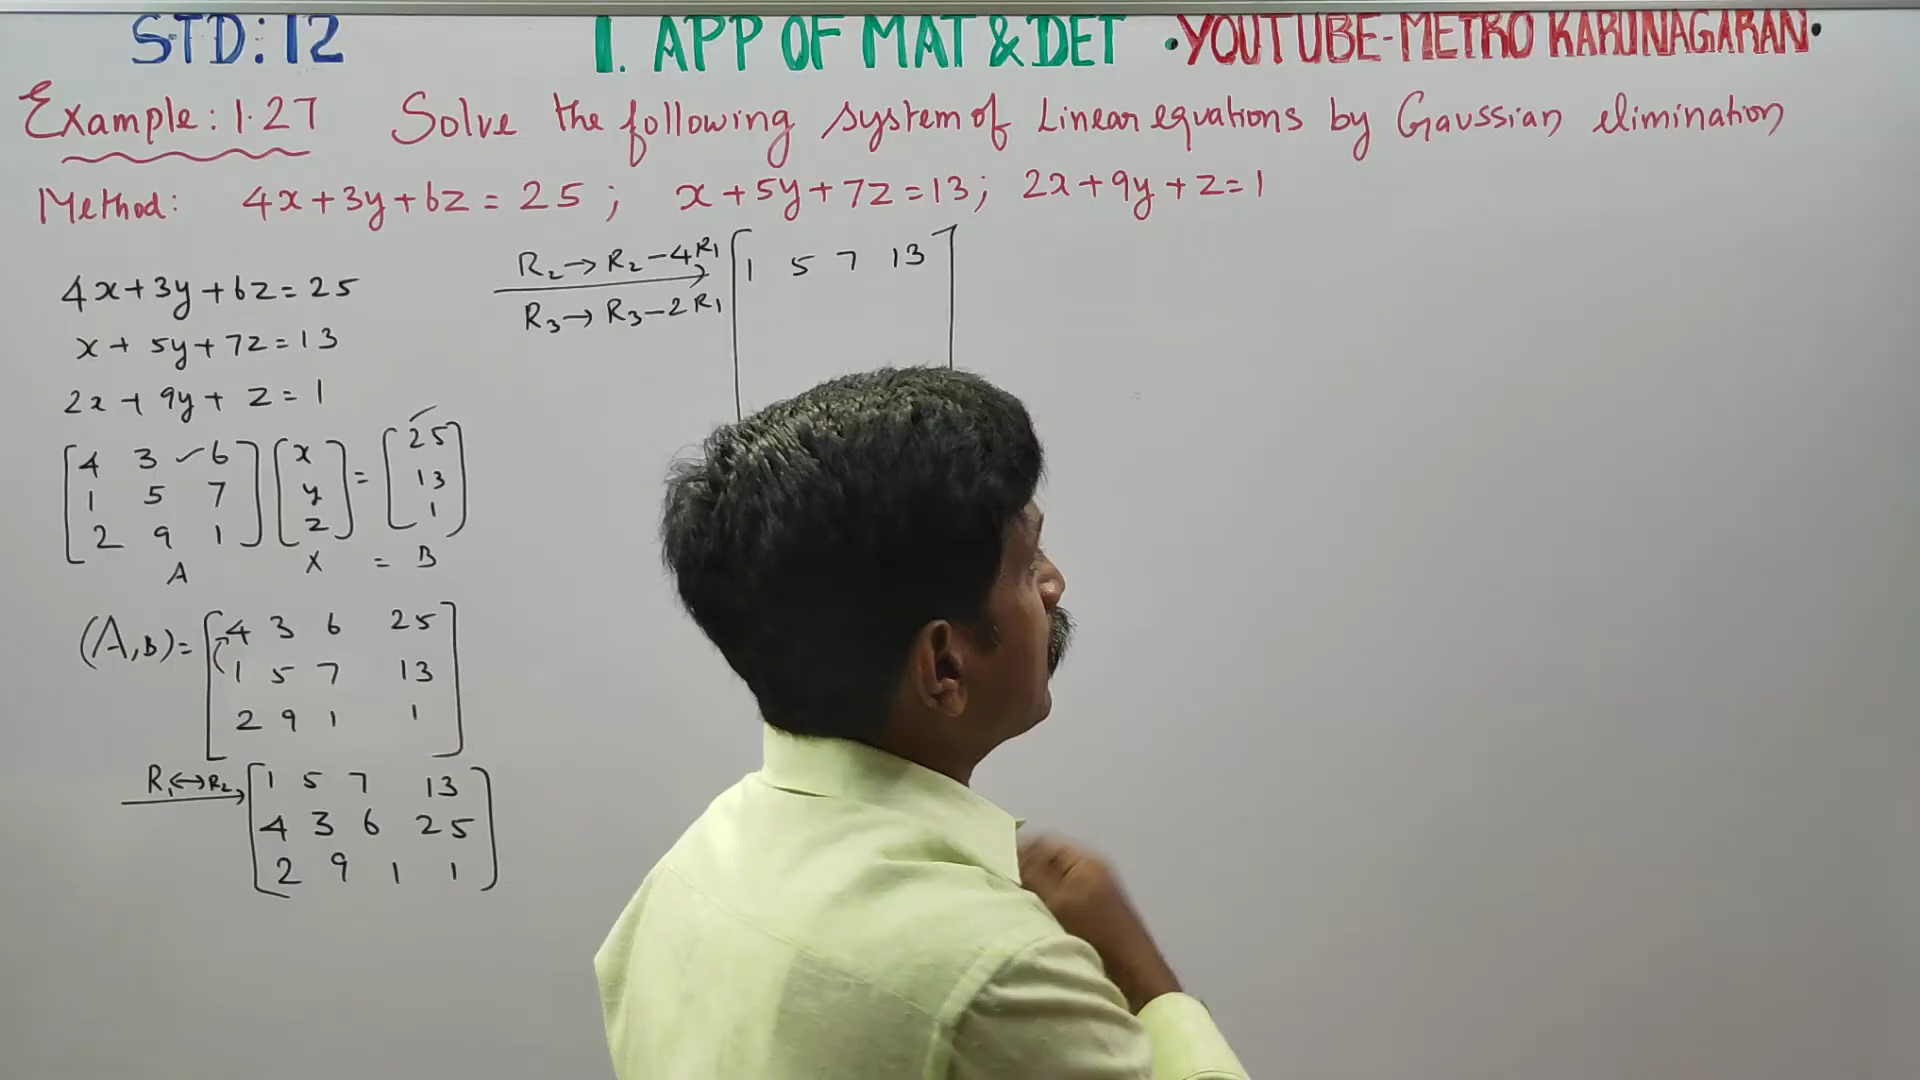 STD: 12 1. APP OF MAT & DET • YOUTUBE-METRO KARUNAGARAN •
Example: 1.27 Solve the following system of Linear equations by Gaussian elimination
Method: 4x+3y+6z = 25 ; x+5y+7z=13; 2x+9y+z=1
4x+3y+6z=25
x+ 5y+7z=13
2x+9y+ z=1
4 3 6 x = 25
1 5 7 y 13
2 9 1 z 1
A X = B
(A,B)= 4 3 6 25
1 5 7 13
2 9 1 1
R1↔R2 1 5 7 13
4 3 6 25
2 9 1 1
R2→R2-4R1 1 5 7 13
R3→R3-2R1